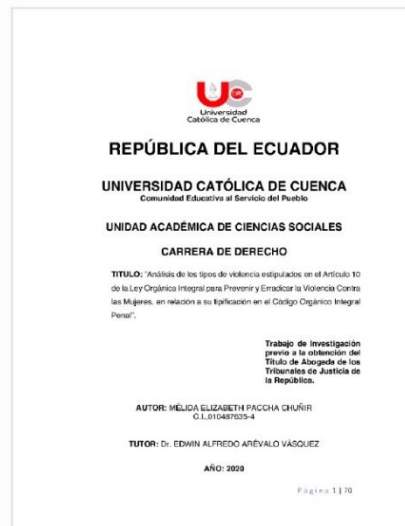 UC
Universidad
Católica de Cuenca
REPÚBLICA DEL ECUADOR
UNIVERSIDAD CATÓLICA DE CUENCA
Comunidad Educativa al Servicio del Pueblo
UNIDAD ACADÉMICA DE CIENCIAS SOCIALES
CARRERA DE DERECHO
TITULO: "Análisis de los tipos de violencia estipulados en el Artículo 10
de la Ley Orgánica Integral para Prevenir y Erradicar la Violencia Contra
las Mujeres, en relación a su tipificación en el Código Orgánico Integral
Penal".
Trabajo de Investigación
previo a la obtención del
Título de Abogada de los
Tribunales de Justicia de
la República.
AUTOR: MÉLIDA ELIZABETH PACCHA CHUÑIR
C.I..010487635-4
TUTOR: Dr. EDWIN ALFREDO ARÉVALO VÁSQUEZ
AÑO: 2020
Página 1 | 70